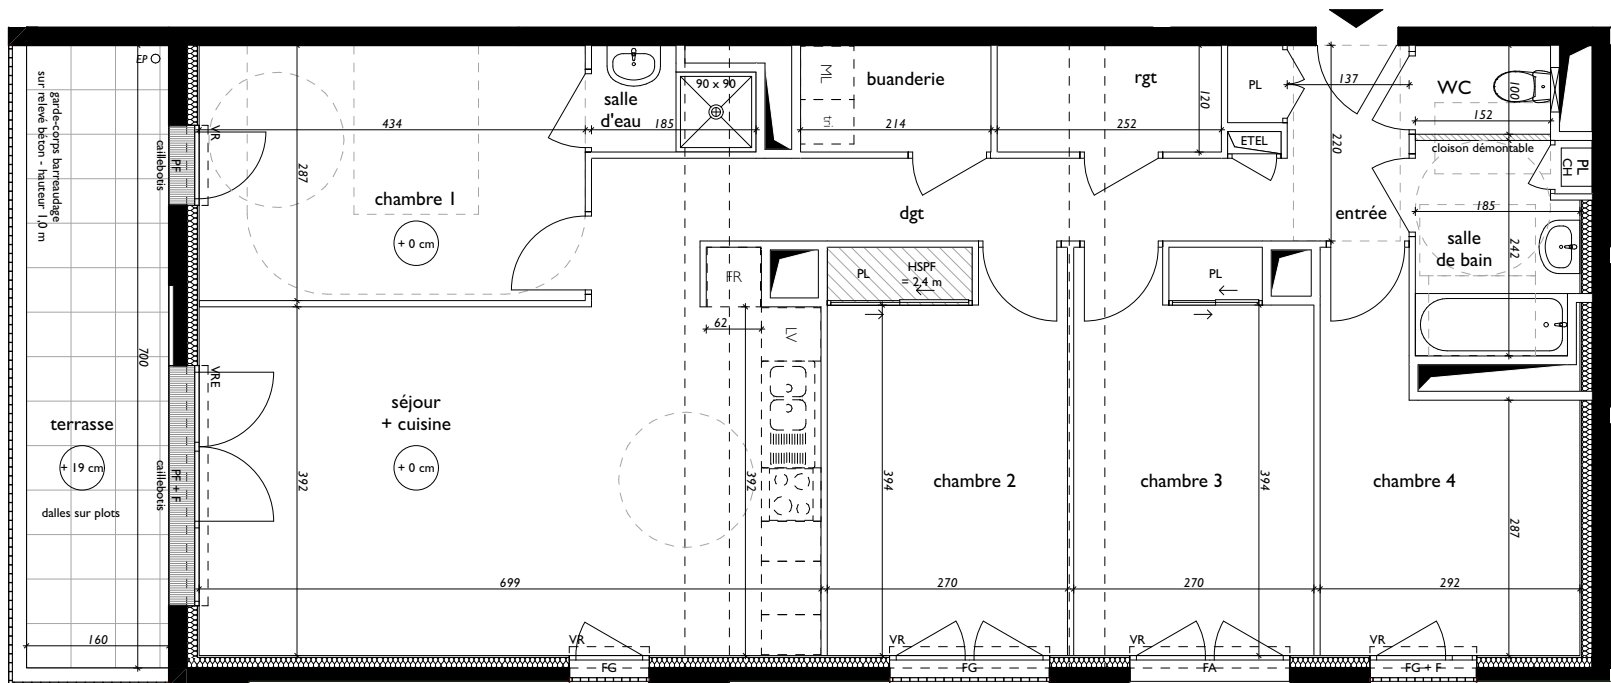 EP
garde-corps barreaudage
sur relevé béton - hauteur 1,0 m
PF
caillebotis
VR
434
287
chambre 1
+ 0 cm
salle
d'eau
185
90 x 90
ML
buanderie
214
rgt
252
120
PL
ETEL
137
220
entrée
WC
100
152
cloison démontable
PL
CH
185
salle
de bain
242
dgt
FR
62
LV
PL
HSPF
= 2,4 m
PL
700
terrasse
+ 19 cm
dalles sur plots
160
VRE
PF + F
caillebotis
séjour
+ cuisine
+ 0 cm
392
392
699
chambre 2
394
270
chambre 3
394
270
chambre 4
287
292
VR
FG
VR
FG
VR
FA
VR
FG + F